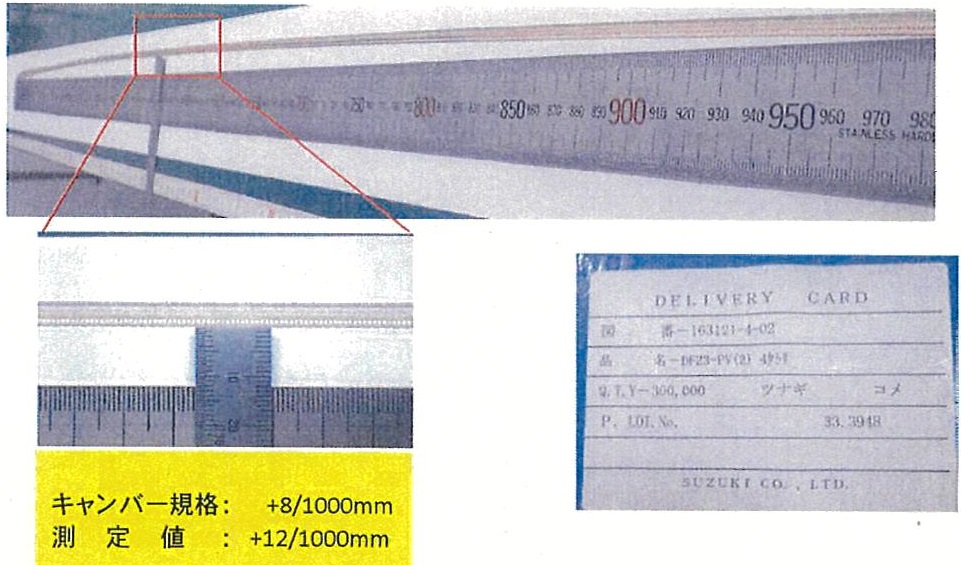 750 800 850 860 870 880 890 900 910 920 930 940 950 960 970 980
STAINLESS HARD
キャンバー規格: +8/1000mm
測 定 値 : +12/1000mm
DELIVERY CARD
図 番-163121-4-02
品 名-DF23-PV(2)
Q.T.Y-300,000 ツナギ コメ
P. LOT.No. 33.3948
SUZUKI CO., LTD.